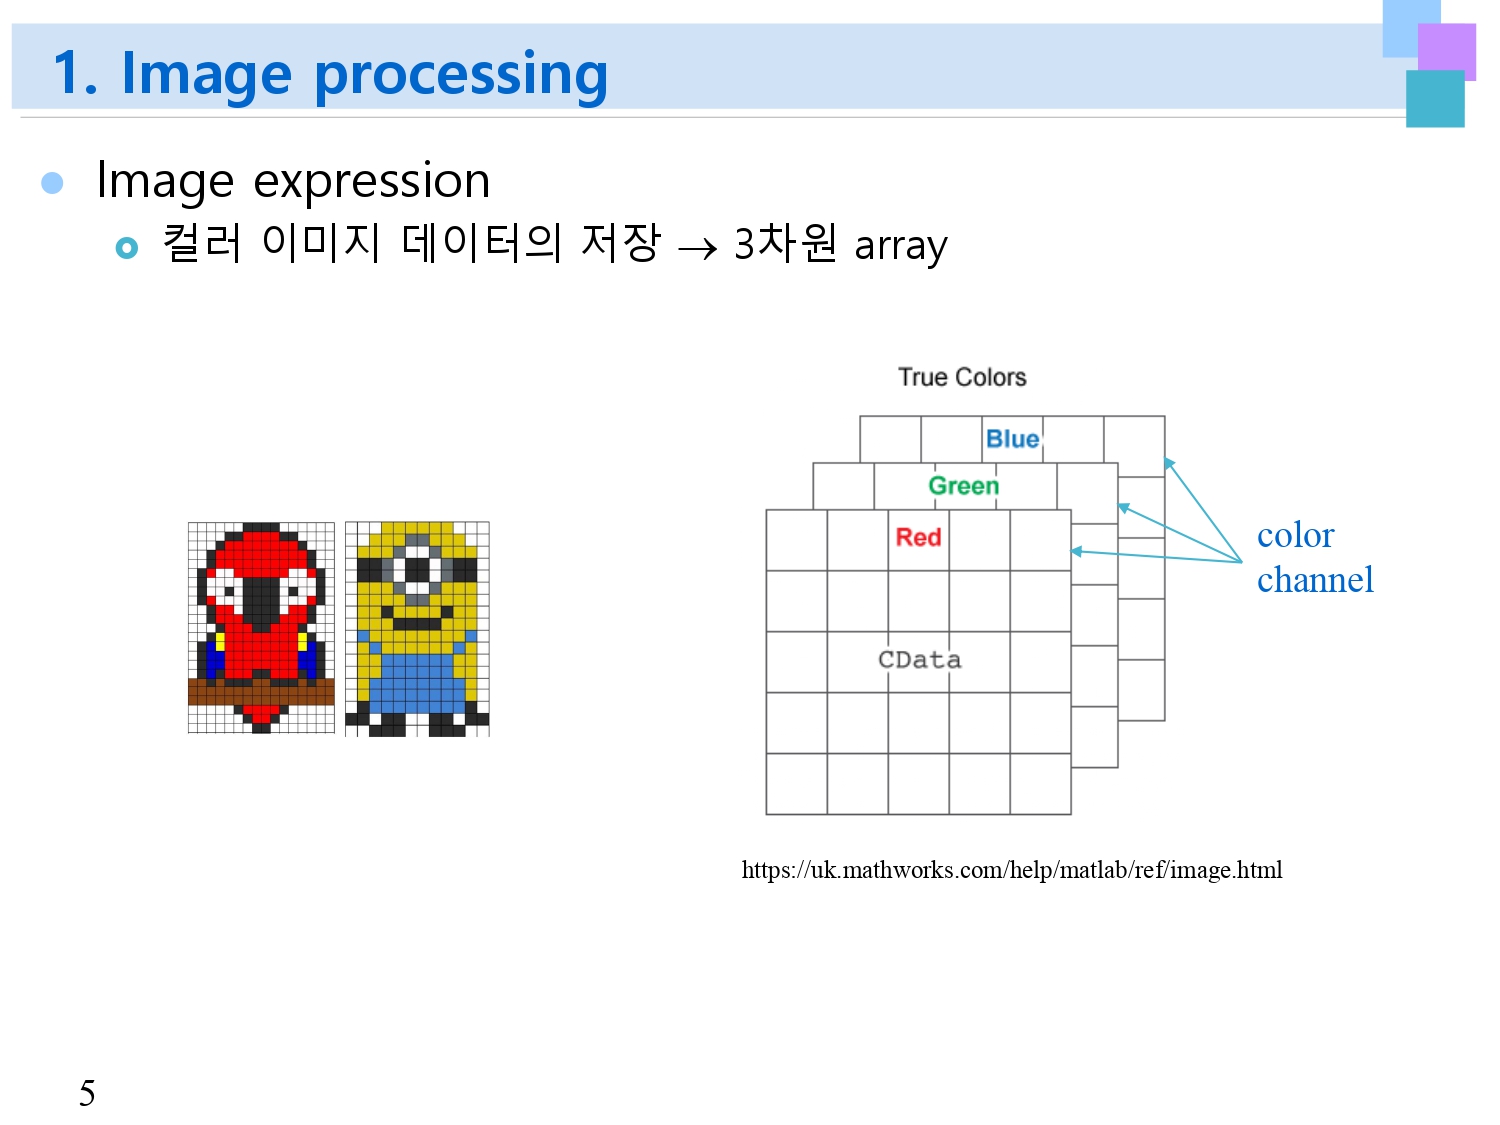 1. Image processing
Image expression
컬러 이미지 데이터의 저장 → 3차원 array
True Colors
Blue
Green
Red
CData
color
channel
https://uk.mathworks.com/help/matlab/ref/image.html
5